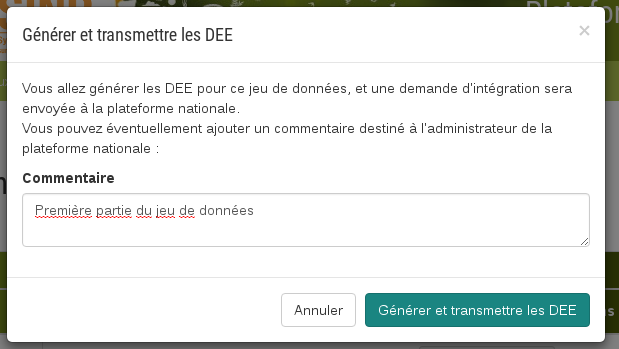 Platefor
Générer et transmettre les DEE
×
Vous allez générer les DEE pour ce jeu de données, et une demande d'intégration sera
envoyée à la plateforme nationale.
Vous pouvez éventuellement ajouter un commentaire destiné à l'administrateur de la
plateforme nationale :
Commentaire
Première partie du jeu de données
Annuler
Générer et transmettre les DEE